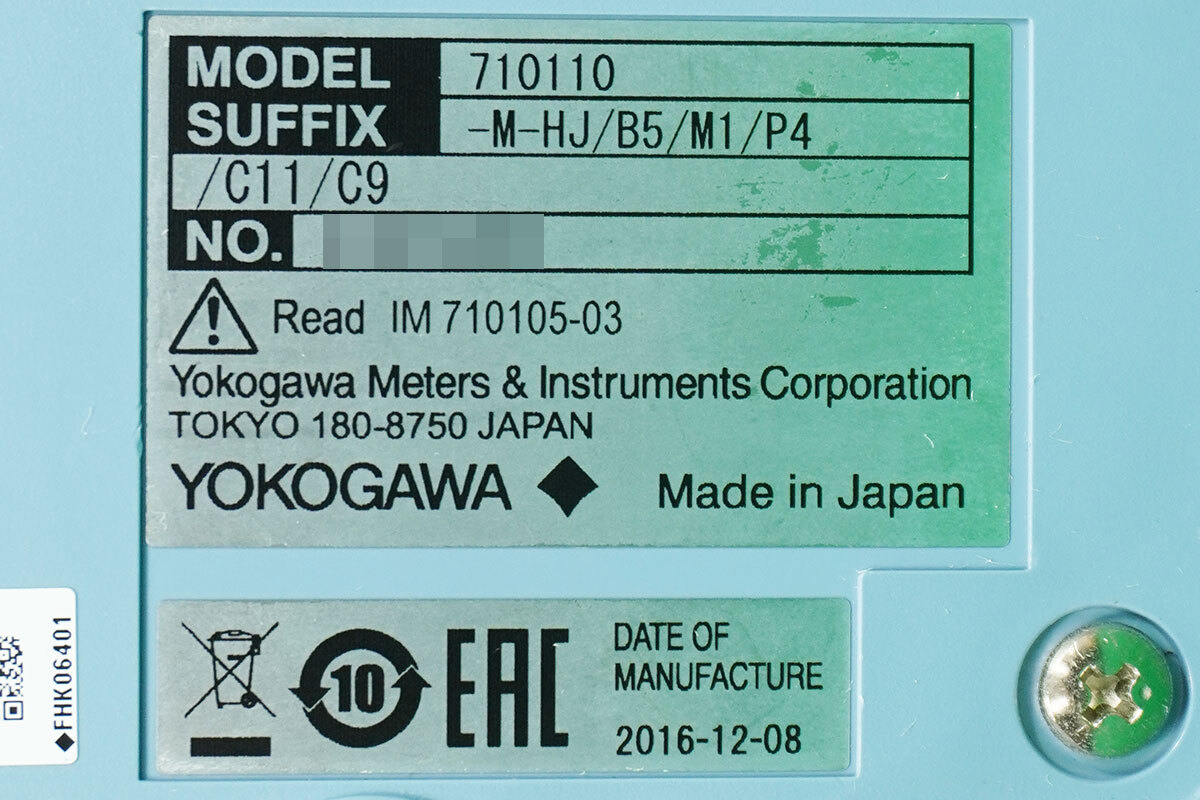 MODEL 710110
SUFFIX -M-HJ/B5/M1/P4
/C11/C9
NO.
Read IM 710105-03
Yokogawa Meters & Instruments Corporation
TOKYO 180-8750 JAPAN
YOKOGAWA ◆ Made in Japan
10 EAC
DATE OF
MANUFACTURE
2016-12-08
◆FHK06401